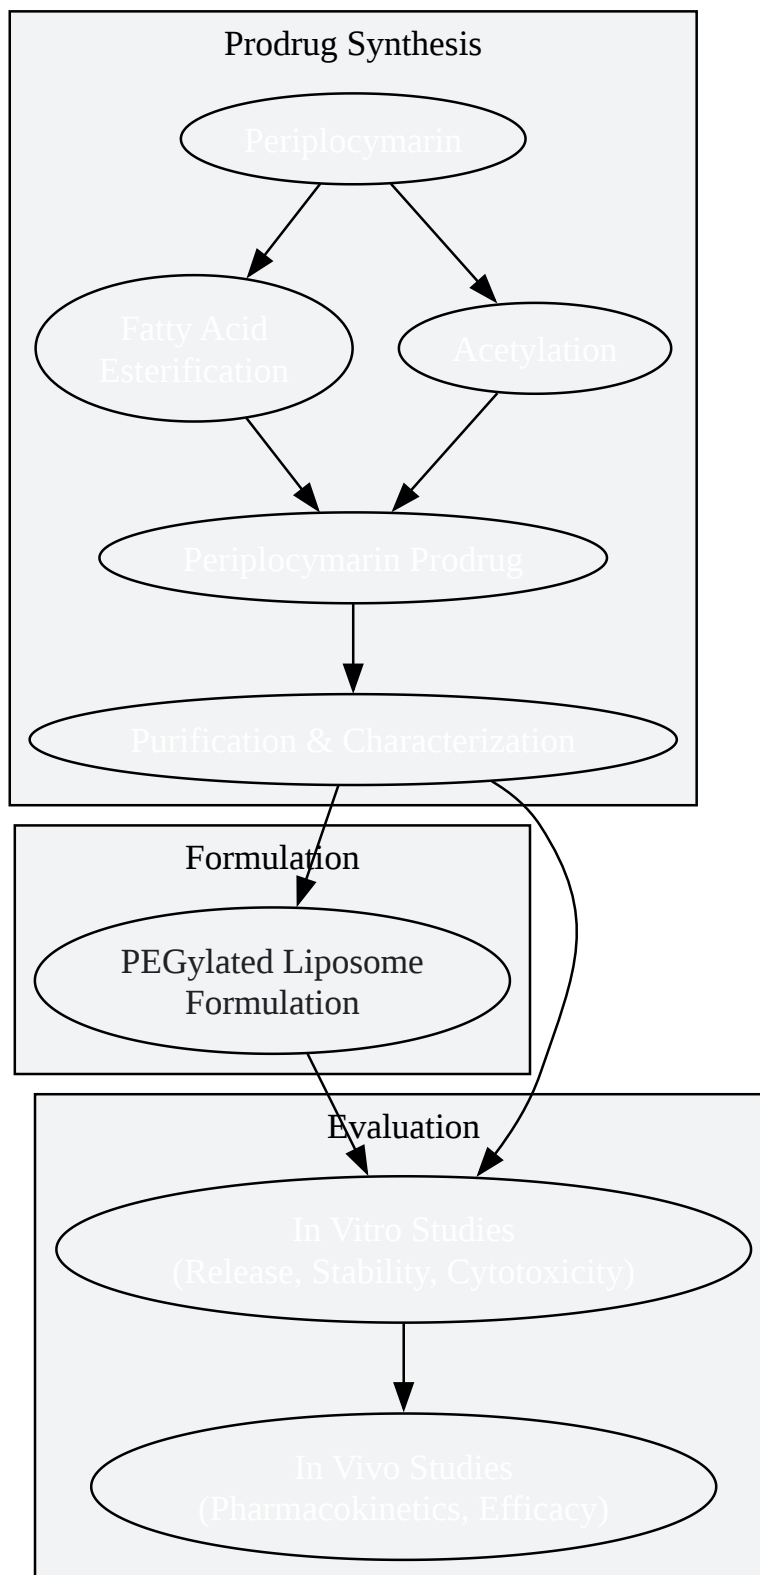 Prodrug Synthesis
Periplocymarin
Fatty Acid
Esterification
Acetylation
Periplocymarin Prodrug
Purification & Characterization
Formulation
PEGylated Liposome
Formulation
Evaluation
In Vitro Studies
(Release, Stability, Cytotoxicity)
In Vivo Studies
(Pharmacokinetics, Efficacy)